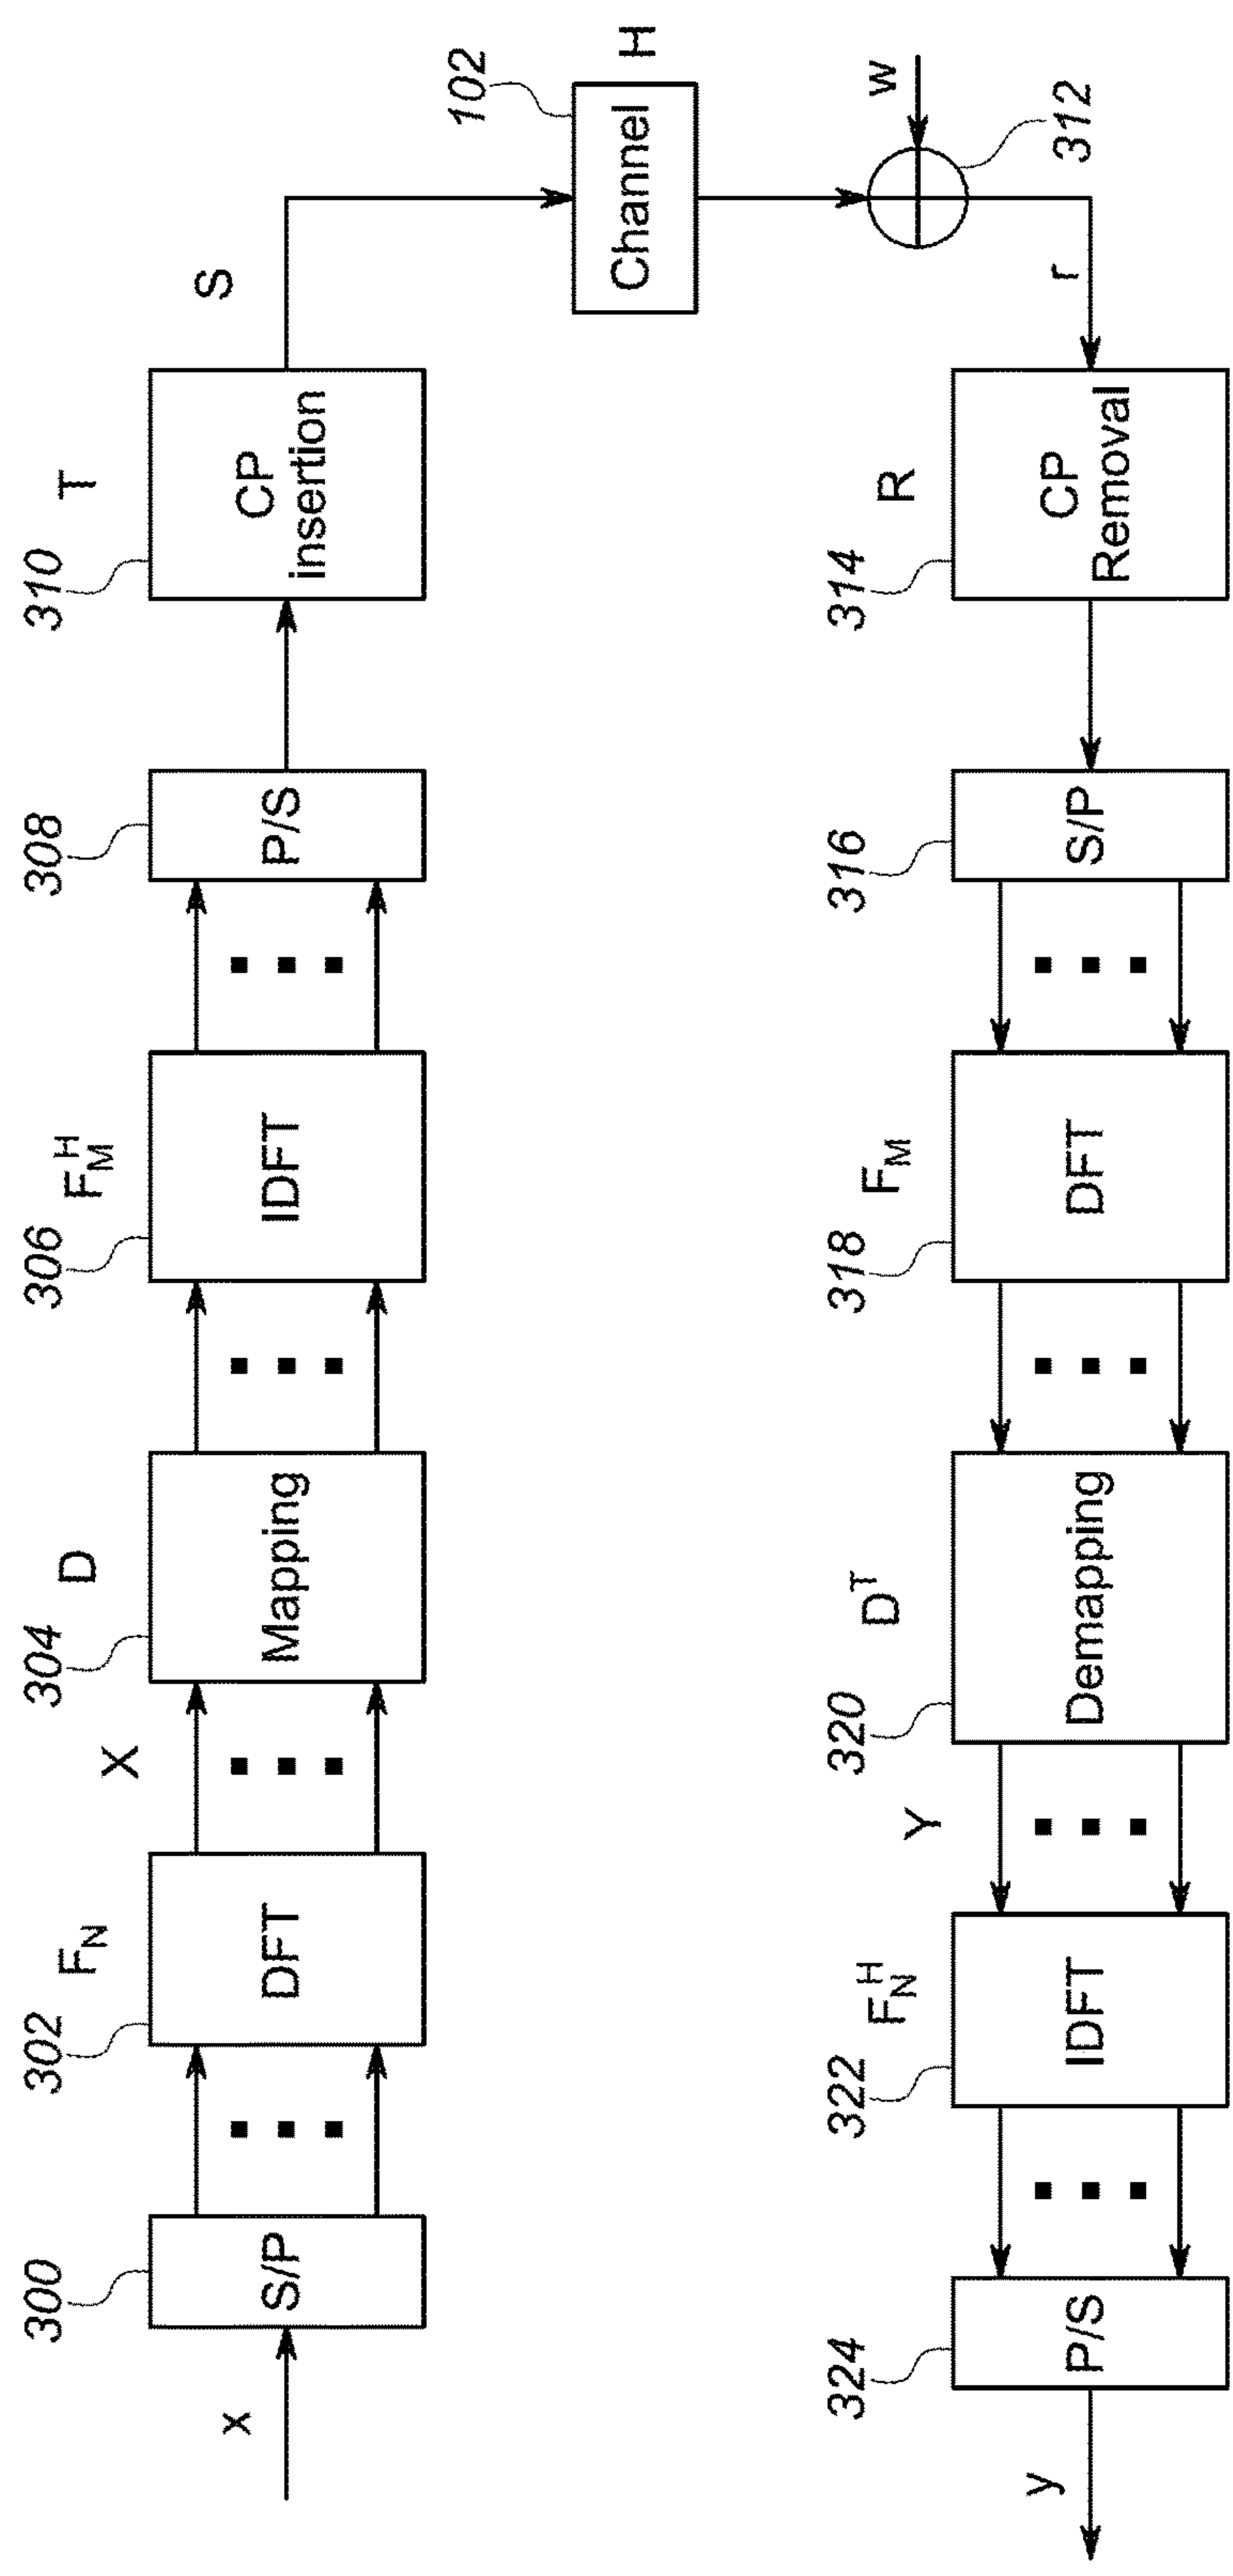 x
300
S/P
302
F_N
DFT
X
304
D
Mapping
306
F_M^H
IDFT
308
P/S
310
T
CP
insertion
S
102
H
Channel
w
312
r
314
R
CP
Removal
316
S/P
318
F_M
DFT
320
D^T
Demapping
Y
322
F_N^H
IDFT
324
P/S
y